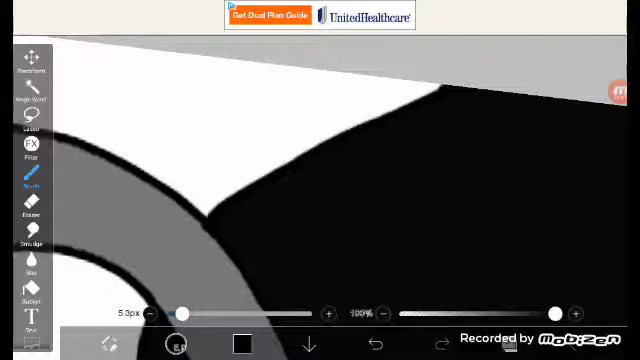 Get Dual Plan Guide
UnitedHealthcare
Transform
Magic Wand
Lasso
FX
Filter
Brush
Eraser
Smudge
Blur
Bucket
T
Text
5.3px
100%
Recorded by MOBIZEN